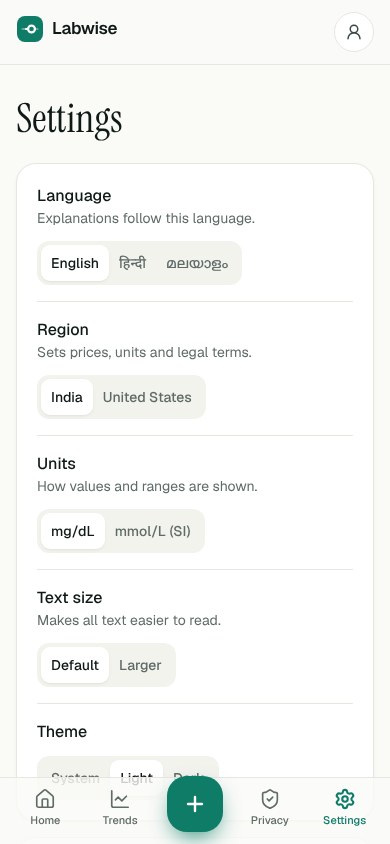 Labwise
Settings
Language
Explanations follow this language.
English हिन्दी മലയാളം
Region
Sets prices, units and legal terms.
India United States
Units
How values and ranges are shown.
mg/dL mmol/L (SI)
Text size
Makes all text easier to read.
Default Larger
Theme
System Light Dark
Home Trends Privacy Settings